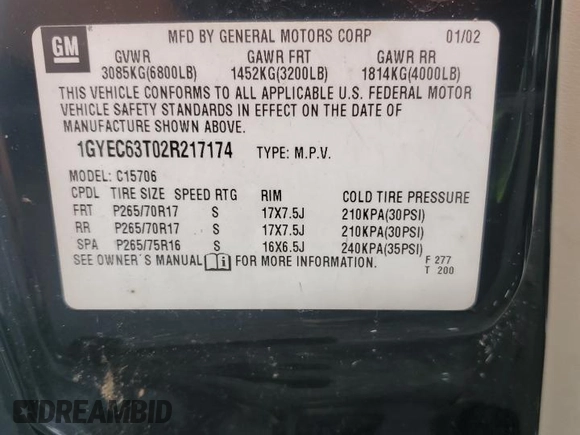 GM
MFD BY GENERAL MOTORS CORP 01/02
GVWR GAWR FRT GAWR RR
3085KG(6800LB) 1452KG(3200LB) 1814KG(4000LB)
THIS VEHICLE CONFORMS TO ALL APPLICABLE U.S. FEDERAL MOTOR
VEHICLE SAFETY STANDARDS IN EFFECT ON THE DATE OF
MANUFACTURE SHOWN ABOVE.
1GYEC63T02R217174 TYPE: M.P.V.
MODEL: C15706
CPDL TIRE SIZE SPEED RTG RIM COLD TIRE PRESSURE
FRT P265/70R17 S 17X7.5J 210KPA(30PSI)
RR P265/70R17 S 17X7.5J 210KPA(30PSI)
SPA P265/75R16 S 16X6.5J 240KPA(35PSI)
SEE OWNER'S MANUAL i FOR MORE INFORMATION. F 277
T 200
DREAMBID